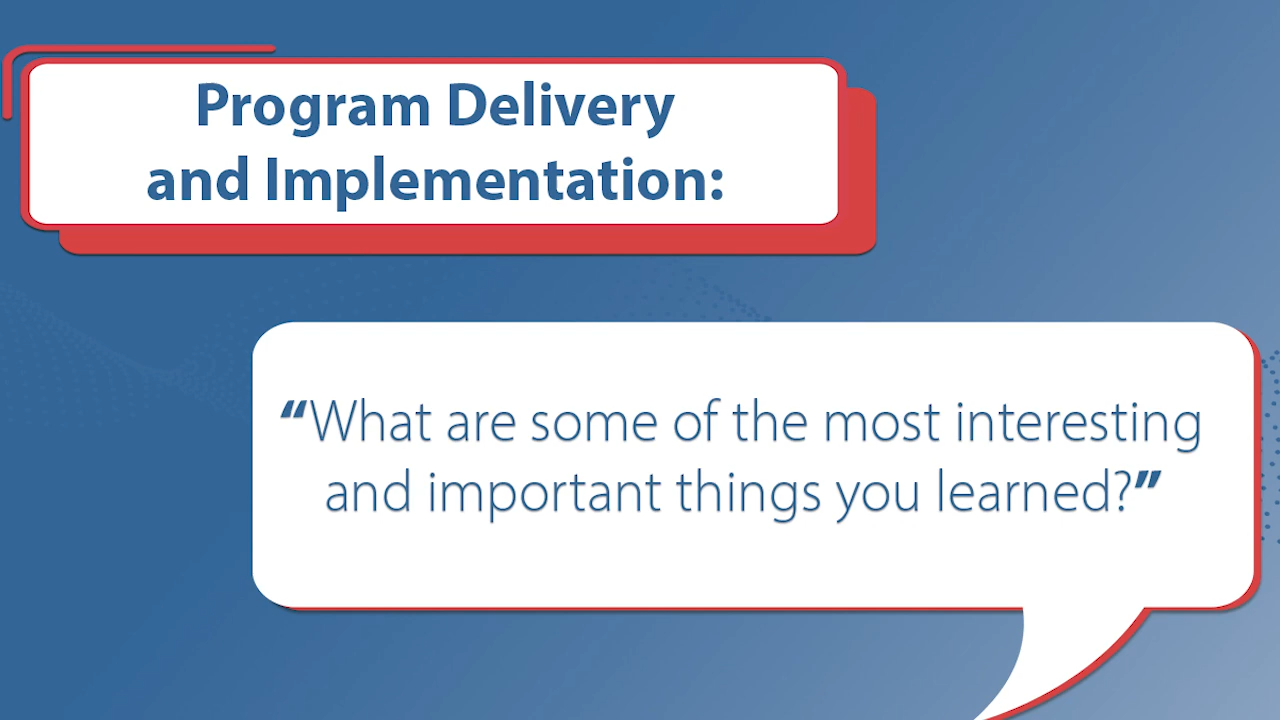 Program Delivery
and Implementation:
“What are some of the most interesting
and important things you learned?”